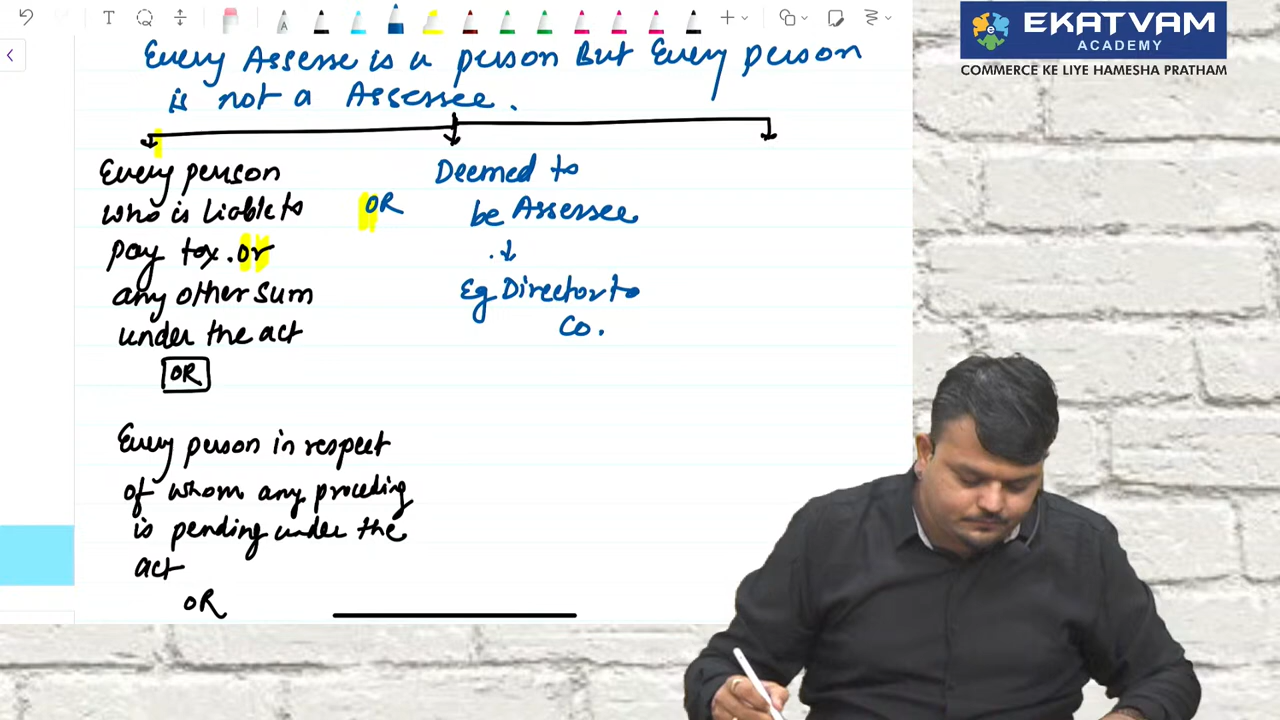 EKATVAM
ACADEMY
COMMERCE KE LIYE HAMESHA PRATHAM
Every Assesse is a person But Every person
is not a Assessee.
Every person
who is liable to
pay tax. or
any other sum
under the act
OR
Every person in respect
of whom any proceding
is pending under the
act
OR
OR
Deemed to
be Assessee
Eg Director to
Co.